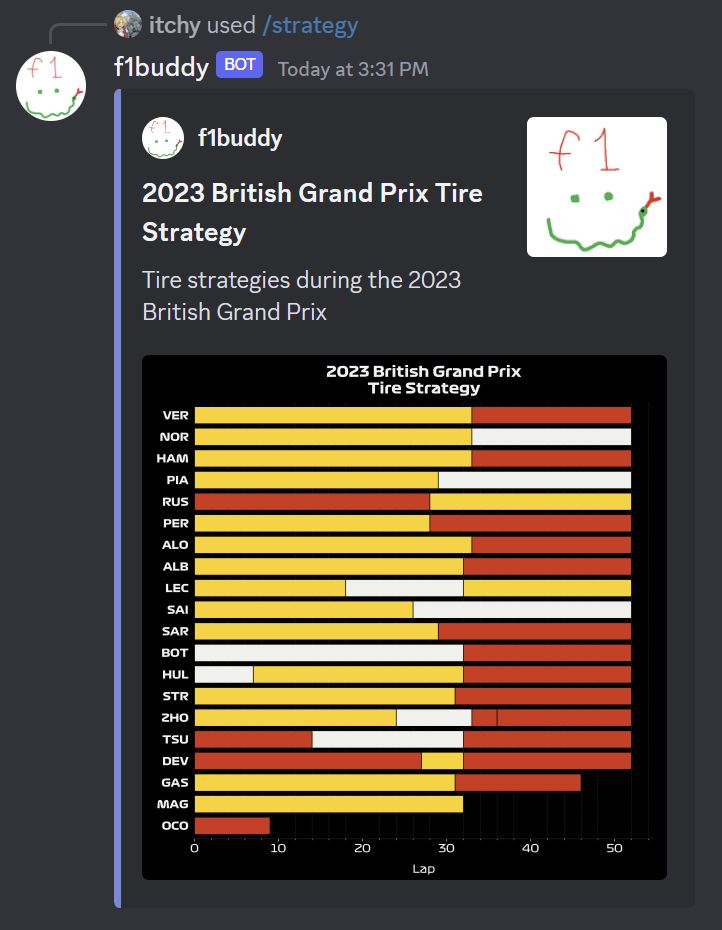 itchy used /strategy
f1
f1buddy BOT Today at 3:31 PM
f1
f1buddy
f1
2023 British Grand Prix Tire
Strategy
Tire strategies during the 2023
British Grand Prix
2023 British Grand Prix
Tire Strategy
VER
NOR
HAM
PIA
RUS
PER
ALO
ALB
LEC
SAI
SAR
BOT
HUL
STR
ZHO
TSU
DEV
GAS
MAG
OCO
0 10 20 30 40 50
Lap